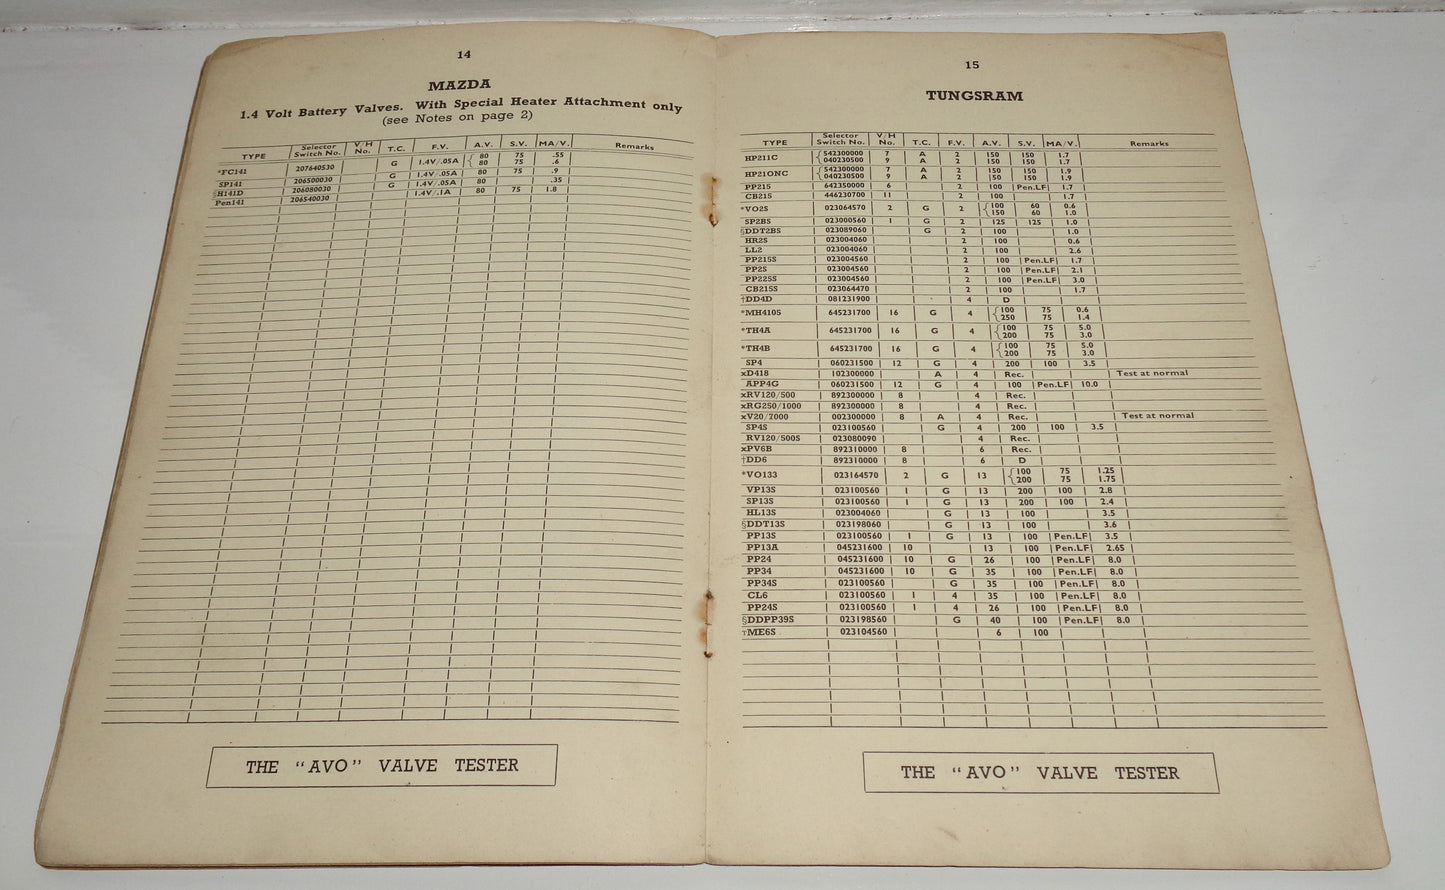 14
MAZDA
1.4 Volt Battery Valves. With Special Heater Attachment only
(see Notes on page 2)
TYPE Selector Switch No. V/H No. T.C. F.V. A.V. S.V. MA/V. Remarks
*FC141 207640530 G 1.4V/.05A { 80 75 .55
80 75 .6
SP141 206500030 G 1.4V/.05A 80 75 .9
§H141D 206080030 G 1.4V/.05A 80 .35
Pen141 206540030 1.4V/.1A 80 75 1.8
THE "AVO" VALVE TESTER
15
TUNGSRAM
TYPE Selector Switch No. V/H No. T.C. F.V. A.V. S.V. MA/V. Remarks
HP211C { 542300000 7 A 2 150 150 1.7
040230500 9 A 2 150 150 1.7
HP21ONC { 542300000 7 A 2 150 150 1.9
040230500 9 A 2 150 150 1.9
PP215 642350000 6 2 100 Pen.LF 1.7
CB215 446230700 11 2 100 1.7
*VO2S 023064570 2 G 2 { 100 60 0.6
150 60 1.0
SP2BS 023000560 1 G 2 125 125 1.0
§DDT2BS 023089060 G 2 100 1.0
HR2S 023004060 2 100 0.6
LL2 023004060 2 100 2.6
PP215S 023004560 2 100 Pen.LF 1.7
PP2S 023004560 2 100 Pen.LF 2.1
PP225S 023004560 2 100 Pen.LF 3.0
CB215S 023064470 2 100 1.7
†DD4D 081231900 4 D
*MH4105 645231700 16 G 4 { 100 75 0.6
250 75 1.4
*TH4A 645231700 16 G 4 { 100 75 5.0
200 75 3.0
*TH4B 645231700 16 G 4 { 100 75 5.0
200 75 3.0
SP4 060231500 12 G 4 200 100 3.5
xD418 102300000 A 4 Rec. Test at normal
APP4G 060231500 12 G 4 100 Pen.LF 10.0
xRV120/500 892300000 8 4 Rec.
xRG250/1000 892300000 8 4 Rec.
xV20/7000 002300000 8 A 4 Rec. Test at normal
SP4S 023100560 G 4 200 100 3.5
RV120/500S 023080090 4 Rec.
xPV6B 892310000 8 6 Rec.
†DD6 892310000 8 6 D
*VO133 023164570 2 G 13 { 100 75 1.25
200 75 1.75
VP13S 023100560 1 G 13 200 100 2.8
SP13S 023100560 1 G 13 200 100 2.4
HL13S 023004060 G 13 100 3.5
§DDT13S 023198060 G 13 100 3.6
PP13S 023100560 1 G 13 100 Pen.LF 3.5
PP13A 045231600 10 13 100 Pen.LF 2.65
PP24 045231600 10 G 26 100 Pen.LF 8.0
PP34 045231600 10 G 35 100 Pen.LF 8.0
PP34S 023100560 G 35 100 Pen.LF 8.0
CL6 023100560 1 4 35 100 Pen.LF 8.0
PP24S 023100560 1 4 26 100 Pen.LF 8.0
§DDPP39S 023198560 G 40 100 Pen.LF 8.0
TME6S 023104560 6 100
THE "AVO" VALVE TESTER